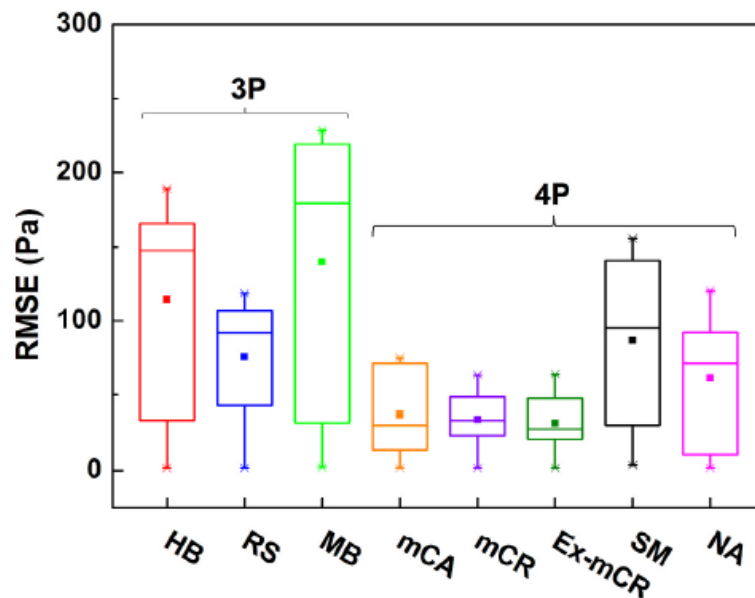 300
3P
200
4P
RMSE (Pa)
100
0
HB
RS
MB
mCA
mCR
Ex-mCR
SM
NA